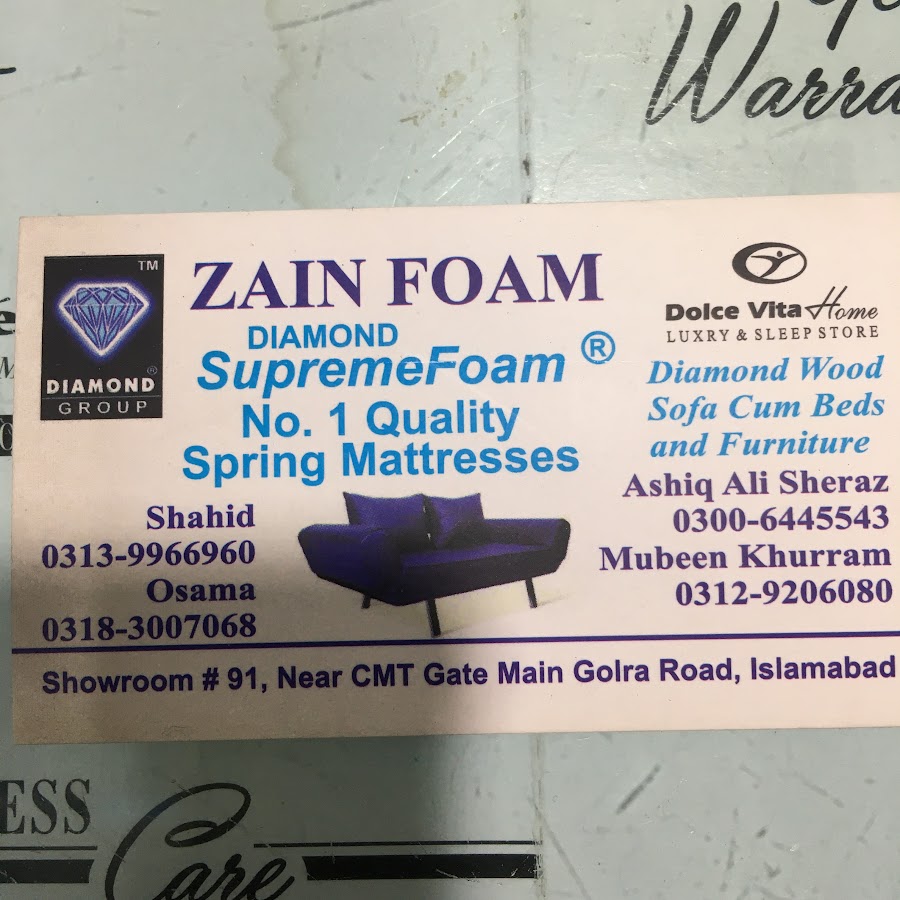 Warra
TM
DIAMOND
®
GROUP
ZAIN FOAM
DIAMOND
SupremeFoam ®
No. 1 Quality
Spring Mattresses
Dolce Vita Home
LUXRY & SLEEP STORE
Diamond Wood
Sofa Cum Beds
and Furniture
Shahid
0313-9966960
Osama
0318-3007068
Ashiq Ali Sheraz
0300-6445543
Mubeen Khurram
0312-9206080
Showroom # 91, Near CMT Gate Main Golra Road, Islamabad
ESS
Care